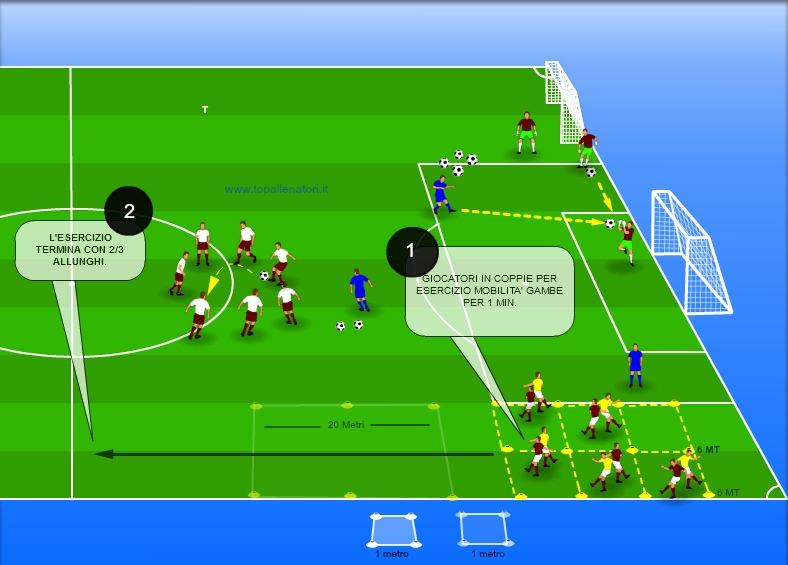 T
www.topallenatori.it
2
L'ESERCIZIO
TERMINA CON 2/3
ALLUNGHI.
1
GIOCATORI IN COPPIE PER
ESERCIZIO MOBILITA' GAMBE
PER 1 MIN.
20 Metri
6 MT
6 MT
1 metro
1 metro